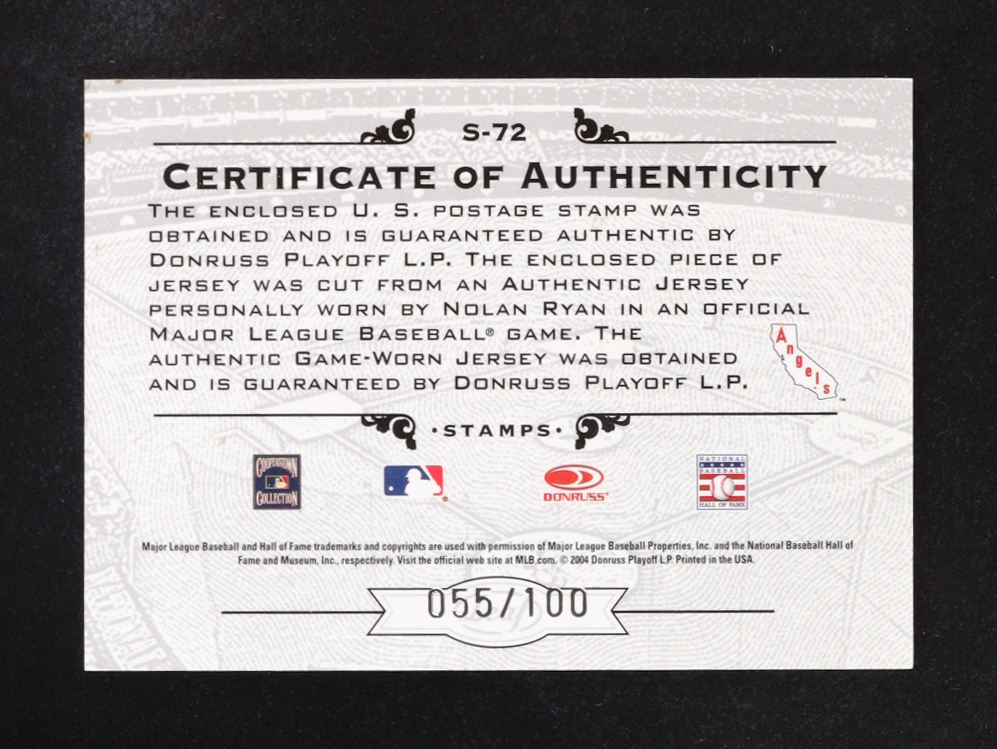 S-72
CERTIFICATE OF AUTHENTICITY
THE ENCLOSED U. S. POSTAGE STAMP WAS
OBTAINED AND IS GUARANTEED AUTHENTIC BY
DONRUSS PLAYOFF L.P. THE ENCLOSED PIECE OF
JERSEY WAS CUT FROM AN AUTHENTIC JERSEY
PERSONALLY WORN BY NOLAN RYAN IN AN OFFICIAL
MAJOR LEAGUE BASEBALL® GAME. THE
AUTHENTIC GAME-WORN JERSEY WAS OBTAINED
AND IS GUARANTEED BY DONRUSS PLAYOFF L.P.
Angels™
·STAMPS·
COOPERSTOWN
COLLECTION
®
DONRUSS®
NATIONAL
BASEBALL
HALL OF FAME
Major League Baseball and Hall of Fame trademarks and copyrights are used with permission of Major League Baseball Properties, Inc. and the National Baseball Hall of
Fame and Museum, Inc., respectively. Visit the official web site at MLB.com. © 2004 Donruss Playoff L.P. Printed in the USA.
055/100